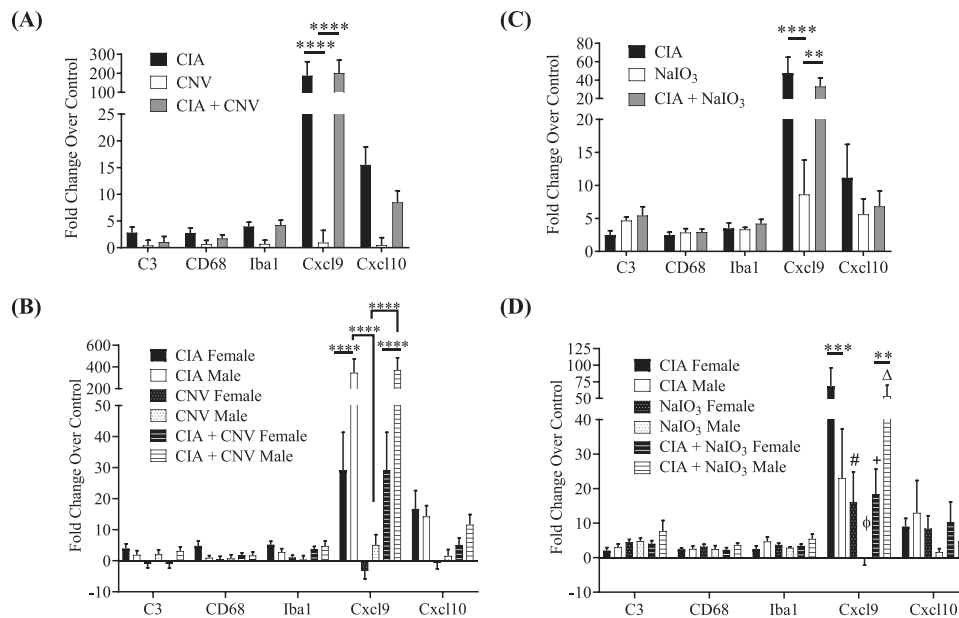 (A)
Fold Change Over Control
300
200
100
25
20
15
10
5
0
CIA
CNV
CIA + CNV
****
****
C3 CD68 Iba1 Cxcl9 Cxcl10
(C)
Fold Change Over Control
80
60
40
20
15
10
5
0
CIA
NaIO3
CIA + NaIO3
****
**
C3 CD68 Iba1 Cxcl9 Cxcl10
(B)
Fold Change Over Control
600
400
200
50
40
30
20
10
0
-10
CIA Female
CIA Male
CNV Female
CNV Male
CIA + CNV Female
CIA + CNV Male
****
****
**** ****
C3 CD68 Iba1 Cxcl9 Cxcl10
(D)
Fold Change Over Control
125
100
75
50
40
30
20
10
0
-10
CIA Female
CIA Male
NaIO3 Female
NaIO3 Male
CIA + NaIO3 Female
CIA + NaIO3 Male
***
**
Δ
#
+
ϕ
C3 CD68 Iba1 Cxcl9 Cxcl10